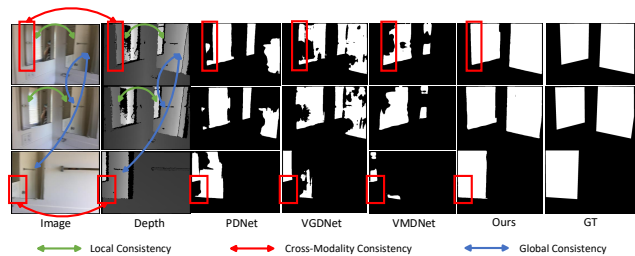 Image Depth PDNet VGDNet VMDNet Ours GT
Local Consistency Cross-Modality Consistency Global Consistency